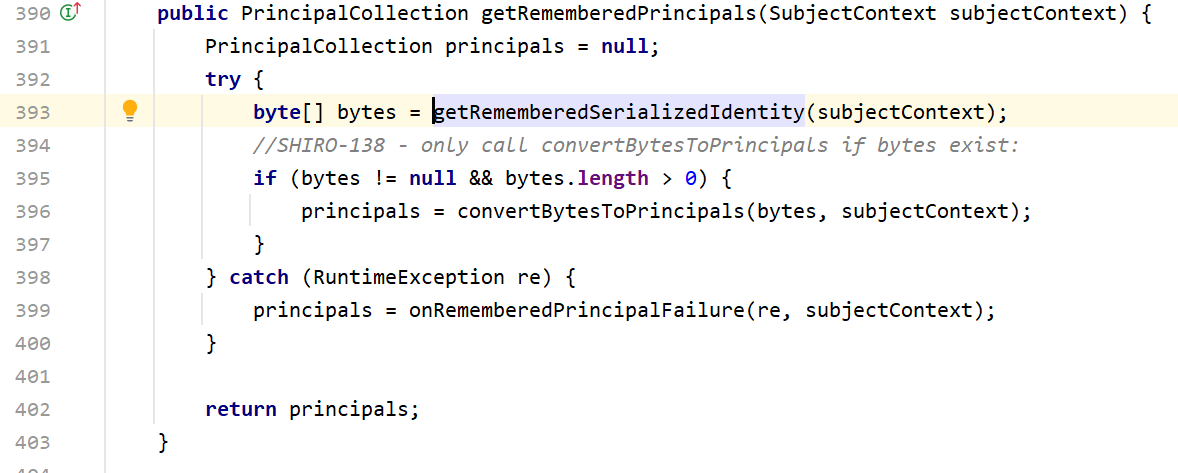 390 public PrincipalCollection getRememberedPrincipals(SubjectContext subjectContext) {
391 PrincipalCollection principals = null;
392 try {
393 byte[] bytes = getRememberedSerializedIdentity(subjectContext);
394 //SHIRO-138 - only call convertBytesToPrincipals if bytes exist:
395 if (bytes != null && bytes.length > 0) {
396 principals = convertBytesToPrincipals(bytes, subjectContext);
397 }
398 } catch (RuntimeException re) {
399 principals = onRememberedPrincipalFailure(re, subjectContext);
400 }
401
402 return principals;
403 }